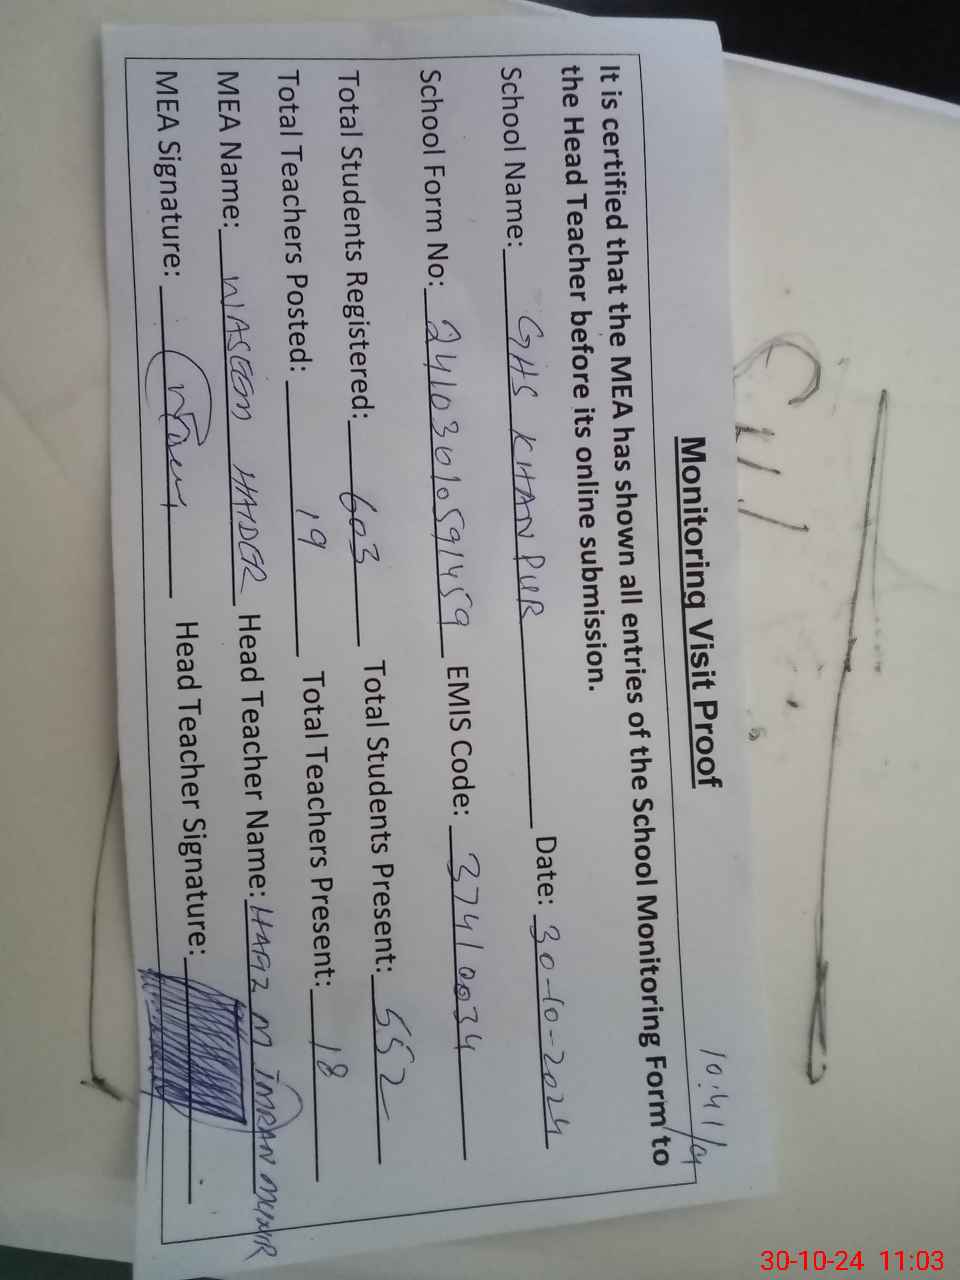 10:41/
Monitoring Visit Proof
It is certified that the MEA has shown all entries of the School Monitoring Form to
the Head Teacher before its online submission.
School Name: GHS KHANPUR Date: 30-10-2024
School Form No: 24103010591459 EMIS Code: 37410034
Total Students Registered: 603 Total Students Present: 552
Total Teachers Posted: 19 Total Teachers Present: 18
MEA Name: WASEEM HAIDER Head Teacher Name: HAFIZ M IMRAN MUNIR
MEA Signature: Head Teacher Signature:
30-10-24 11:03